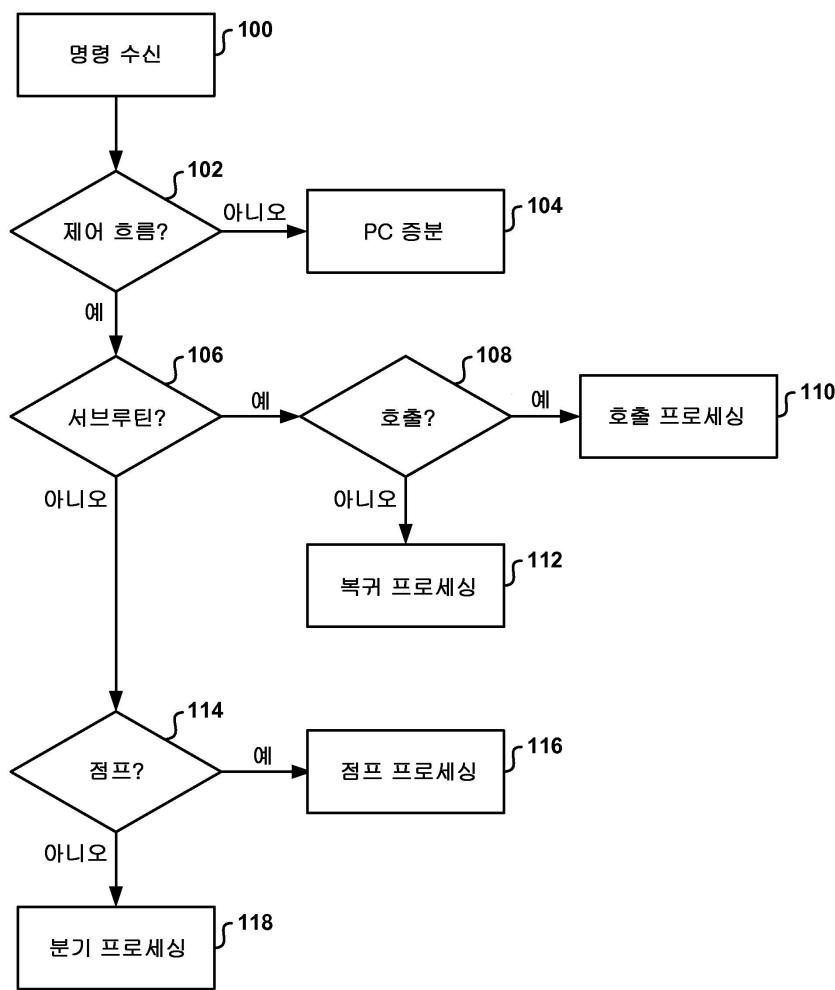 명령 수신
100
102
제어 흐름?
아니오
PC 증분
104
예
106
서브루틴?
예
108
호출?
예
호출 프로세싱
110
아니오
아니오
복귀 프로세싱
112
114
점프?
예
점프 프로세싱
116
아니오
분기 프로세싱
118